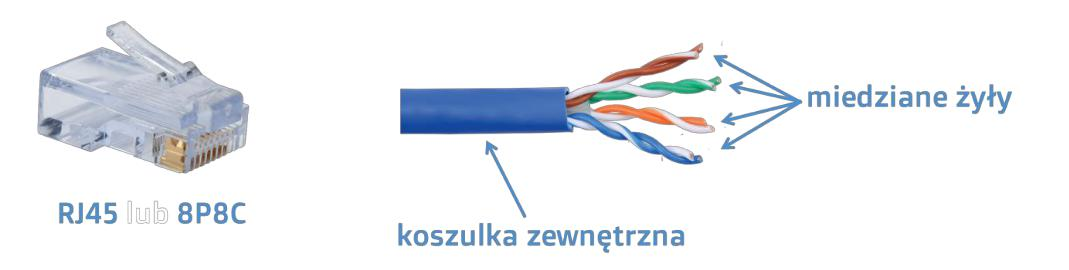 miedziane żyły
RJ45 lub 8P8C
koszulka zewnętrzna